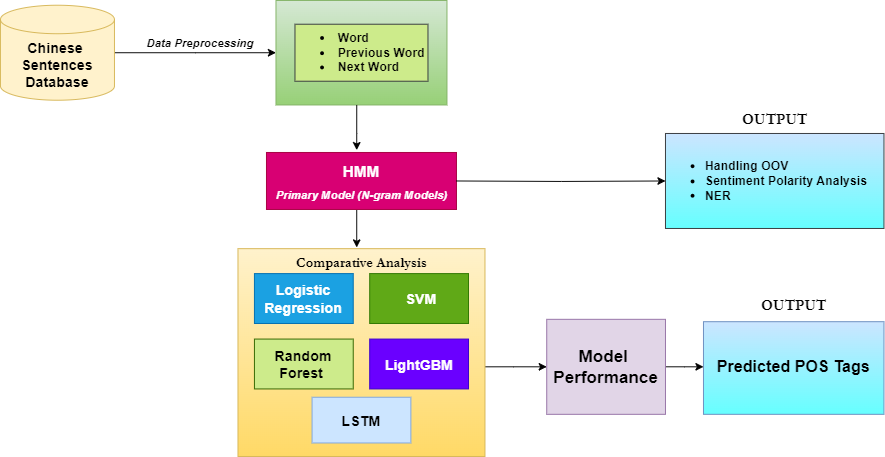 Chinese
Sentences
Database
Data Preprocessing
• Word
• Previous Word
• Next Word
HMM
Primary Model (N-gram Models)
OUTPUT
• Handling OOV
• Sentiment Polarity Analysis
• NER
Comparative Analysis
Logistic
Regression
SVM
Random
Forest
LightGBM
LSTM
Model
Performance
OUTPUT
Predicted POS Tags